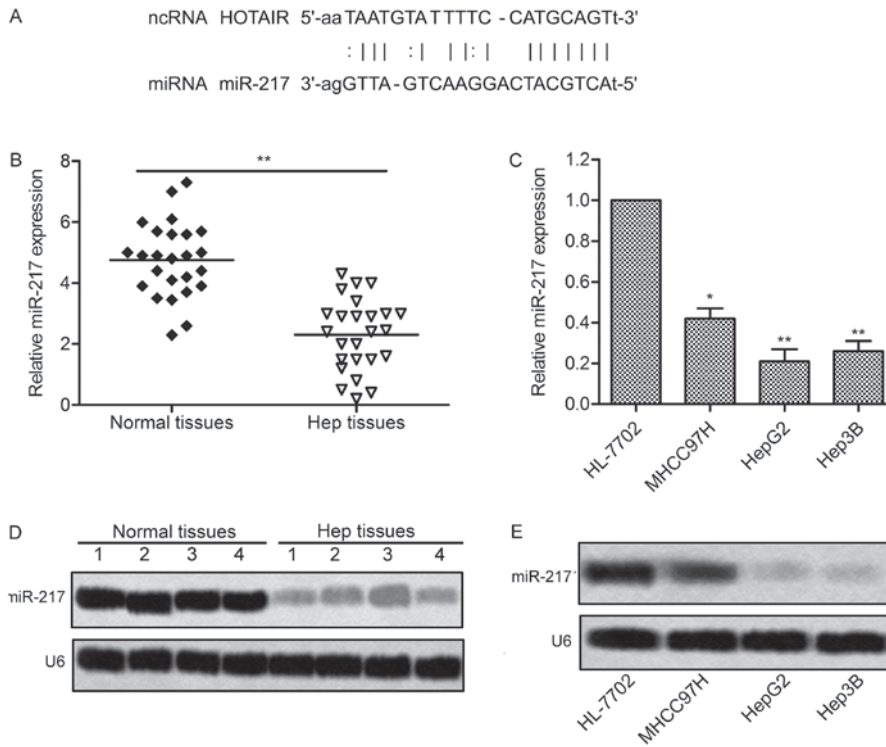 A
ncRNA HOTAIR 5'-aaTAATGTATTTTC-CATGCAGTt-3'
: | | | : | | | : | | | | | | | |
miRNA miR-217 3'-agGTTA-GTCAAGGACTACGTCAt-5'
B
**
Relative miR-217 expression
8
6
4
2
0
Normal tissues Hep tissues
C
Relative miR-217 expression
1.2
1.0
0.8
0.6
0.4
0.2
0.0
* ** **
HL-7702 MHCC97H HepG2 Hep3B
D
Normal tissues Hep tissues
1 2 3 4 1 2 3 4
miR-217
U6
E
miR-217
U6
HL-7702 MHCC97H HepG2 Hep3B